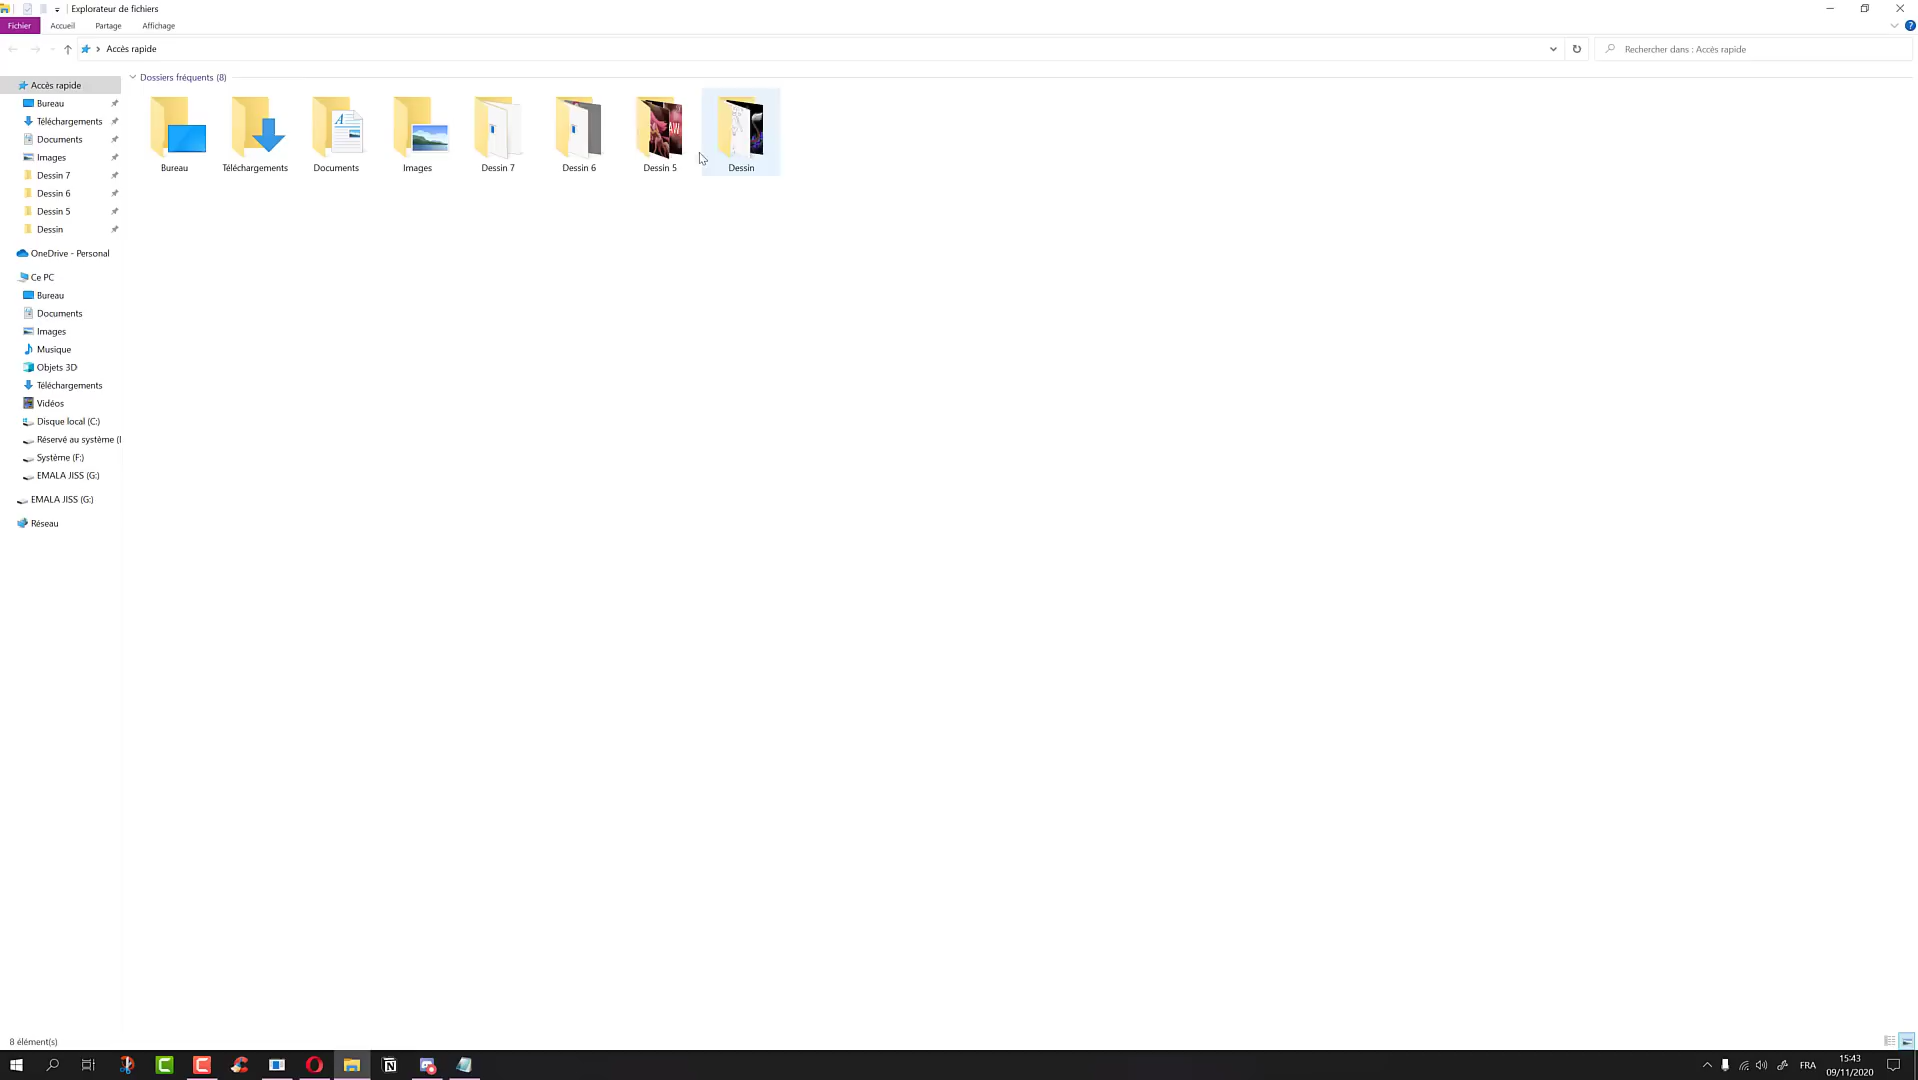 Explorateur de fichiers
Fichier Accueil Partage Affichage
Accès rapide
Rechercher dans : Accès rapide
Accès rapide
Bureau
Téléchargements
Documents
Images
Dessin 7
Dessin 6
Dessin 5
Dessin
OneDrive - Personal
Ce PC
Bureau
Documents
Images
Musique
Objets 3D
Téléchargements
Vidéos
Disque local (C:)
Réservé au système (
Système (F:)
EMALA JISS (G:)
EMALA JISS (G:)
Réseau
Dossiers fréquents (8)
Bureau Téléchargements Documents Images Dessin 7 Dessin 6 Dessin 5 Dessin
8 élément(s)
FRA
15:43
09/11/2020